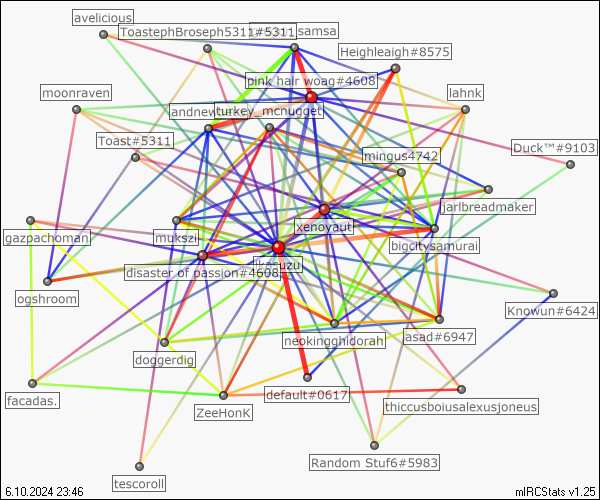 avelicious
ToastephBroseph5311#5311
samsa
Heighleaigh#8575
pink hair woag#4608
moonraven
lahnk
andnew
turkey_mcnugget
Toast#5311
Duck™#9103
mingus4742
jarlbreadmaker
xenoyaut
gazpachoman
mukszi
bigcitysamurai
disaster of passion#4608
ogshroom
Knowun#6424
neokingghidorah
asad#6947
doggerdig
default#0617
facadas.
ZeeHonK
thiccusboiusalexusjoneus
Random Stuf6#5983
tescoroll
6.10.2024 23:46
mIRCStats v1.25